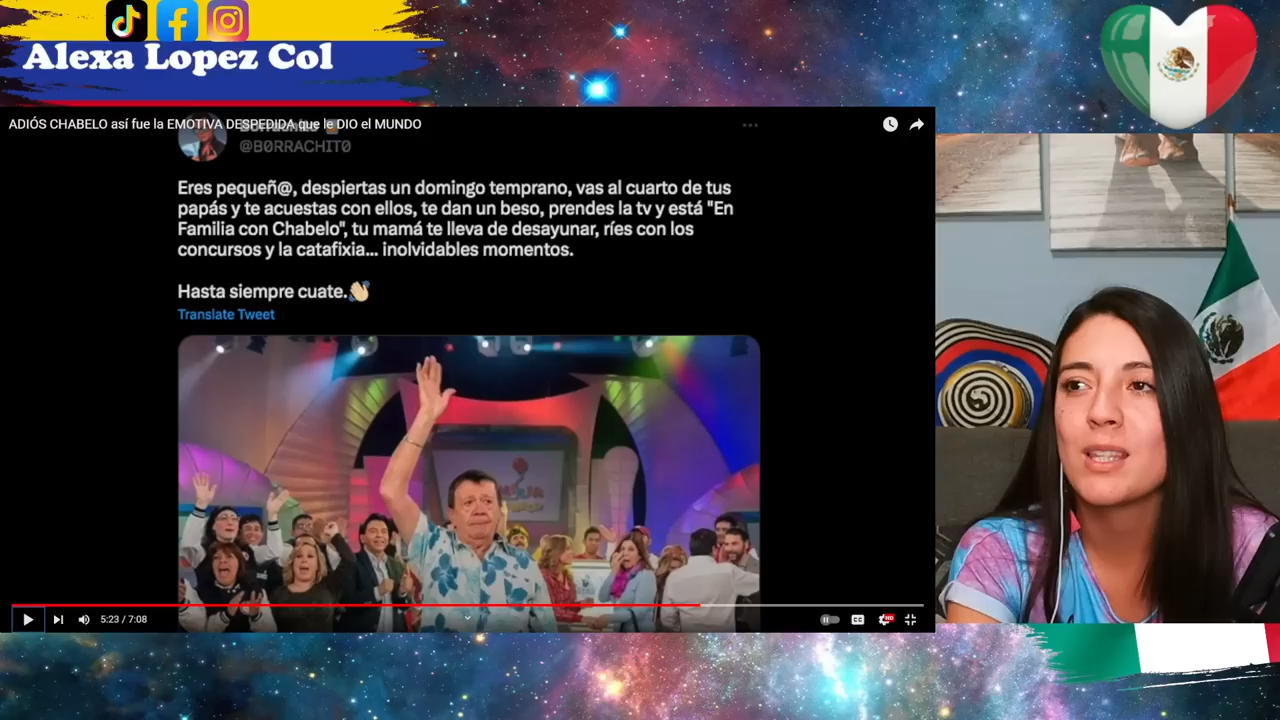 Alexa Lopez Col
ADIÓS CHABELO así fue la EMOTIVA DESPEDIDA que le DIO el MUNDO
@B0RRACHIT0
Eres pequeñ@, despiertas un domingo temprano, vas al cuarto de tus
papás y te acuestas con ellos, te dan un beso, prendes la tv y está "En
Familia con Chabelo", tu mamá te lleva de desayunar, ríes con los
concursos y la catafixia... inolvidables momentos.
Hasta siempre cuate.👋🏼
Translate Tweet
5:23 / 7:08
CC
HD